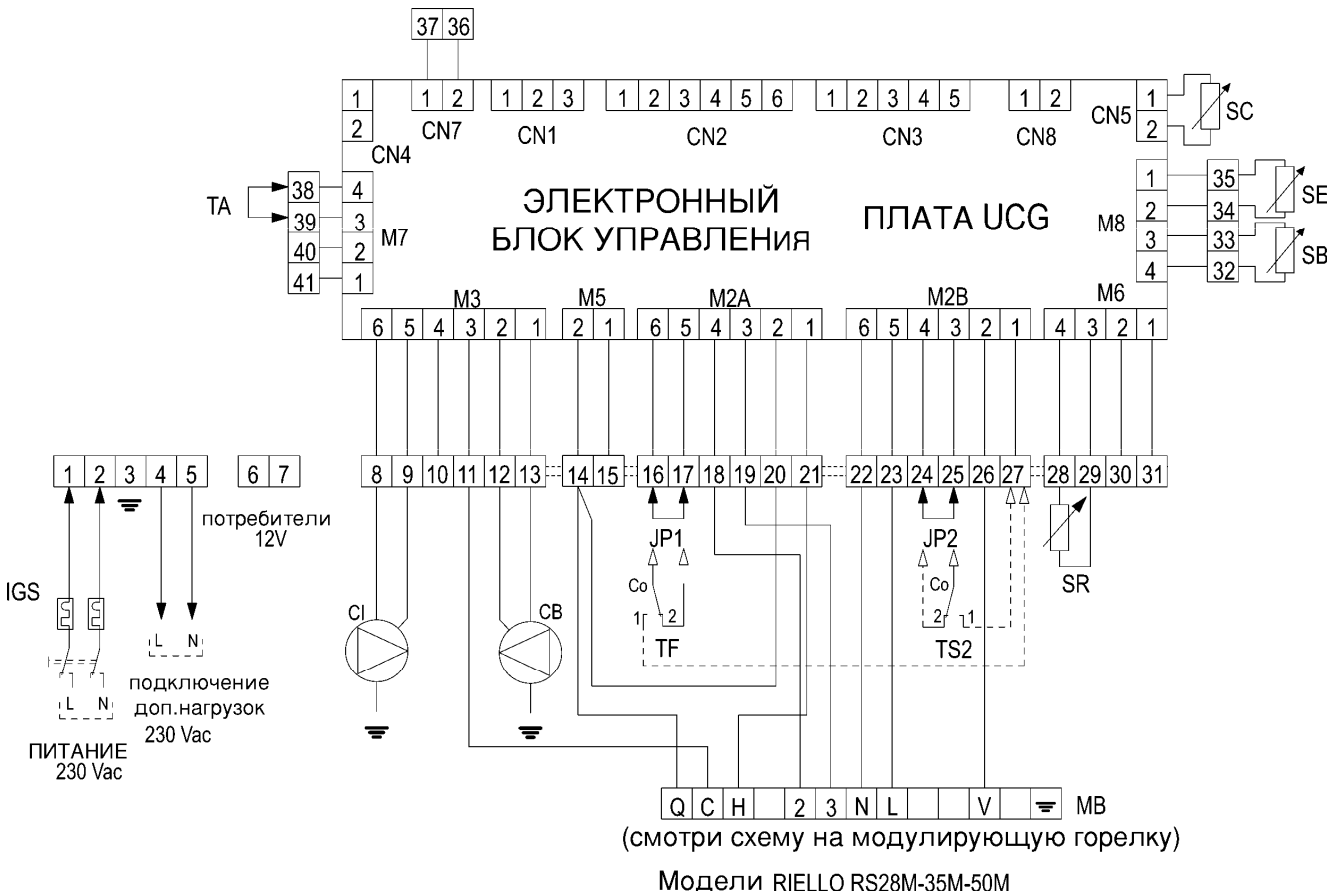 37 36
1 1 2 1 2 3 1 2 3 4 5 6 1 2 3 4 5 1 2 1
2 CN7 CN1 CN2 CN3 CN8 CN5 2 SC
CN4
38 4 1 35
TA ЭЛЕКТРОННЫЙ ПЛАТА UCG SE
39 3 2 34
M7 БЛОК УПРАВЛЕНИЯ M8
40 2 3 33
SB
41 1 4 32
M3 M5 M2A M2B M6
6 5 4 3 2 1 2 1 6 5 4 3 2 1 6 5 4 3 2 1 4 3 2 1
1 2 3 4 5 6 7 8 9 10 11 12 13 14 15 16 17 18 19 20 21 22 23 24 25 26 27 28 29 30 31
потребители
12V
JP1 JP2
IGS Co Co SR
CI CB 1 2 2 1
L N TF TS2
подключение
L N доп.нагрузок
230 Vac
ПИТАНИЕ
230 Vac
Q C H 2 3 N L V MB
(смотри схему на модулирующую горелку)
Модели RIELLO RS28M-35M-50M